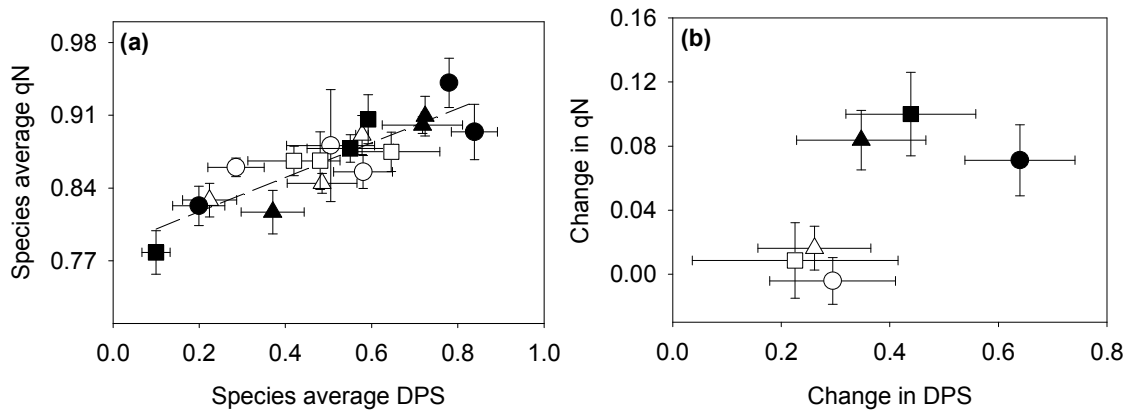 (a)
Species average qN
0.98
0.91
0.84
0.77
0.0 0.2 0.4 0.6 0.8 1.0
Species average DPS
(b)
Change in qN
0.16
0.12
0.08
0.04
0.00
0.0 0.2 0.4 0.6 0.8
Change in DPS